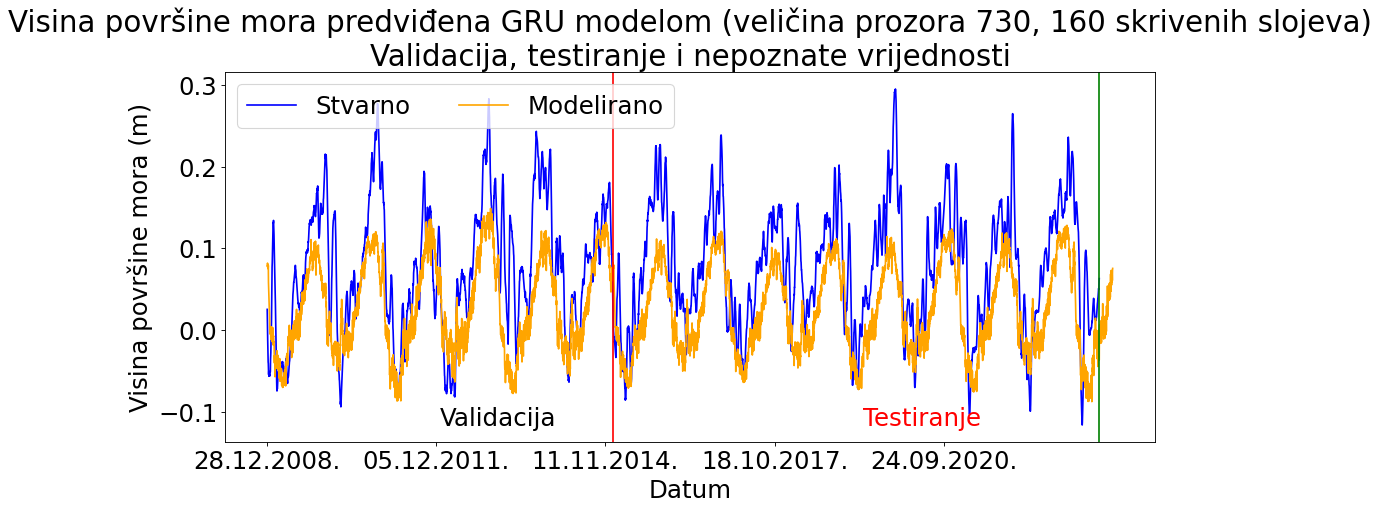 Visina površine mora predviđena GRU modelom (veličina prozora 730, 160 skrivenih slojeva)
Validacija, testiranje i nepoznate vrijednosti
Stvarno
Modelirano
Visina površine mora (m)
0.3
0.2
0.1
0.0
−0.1
Validacija
Testiranje
28.12.2008.
05.12.2011.
11.11.2014.
18.10.2017.
24.09.2020.
Datum